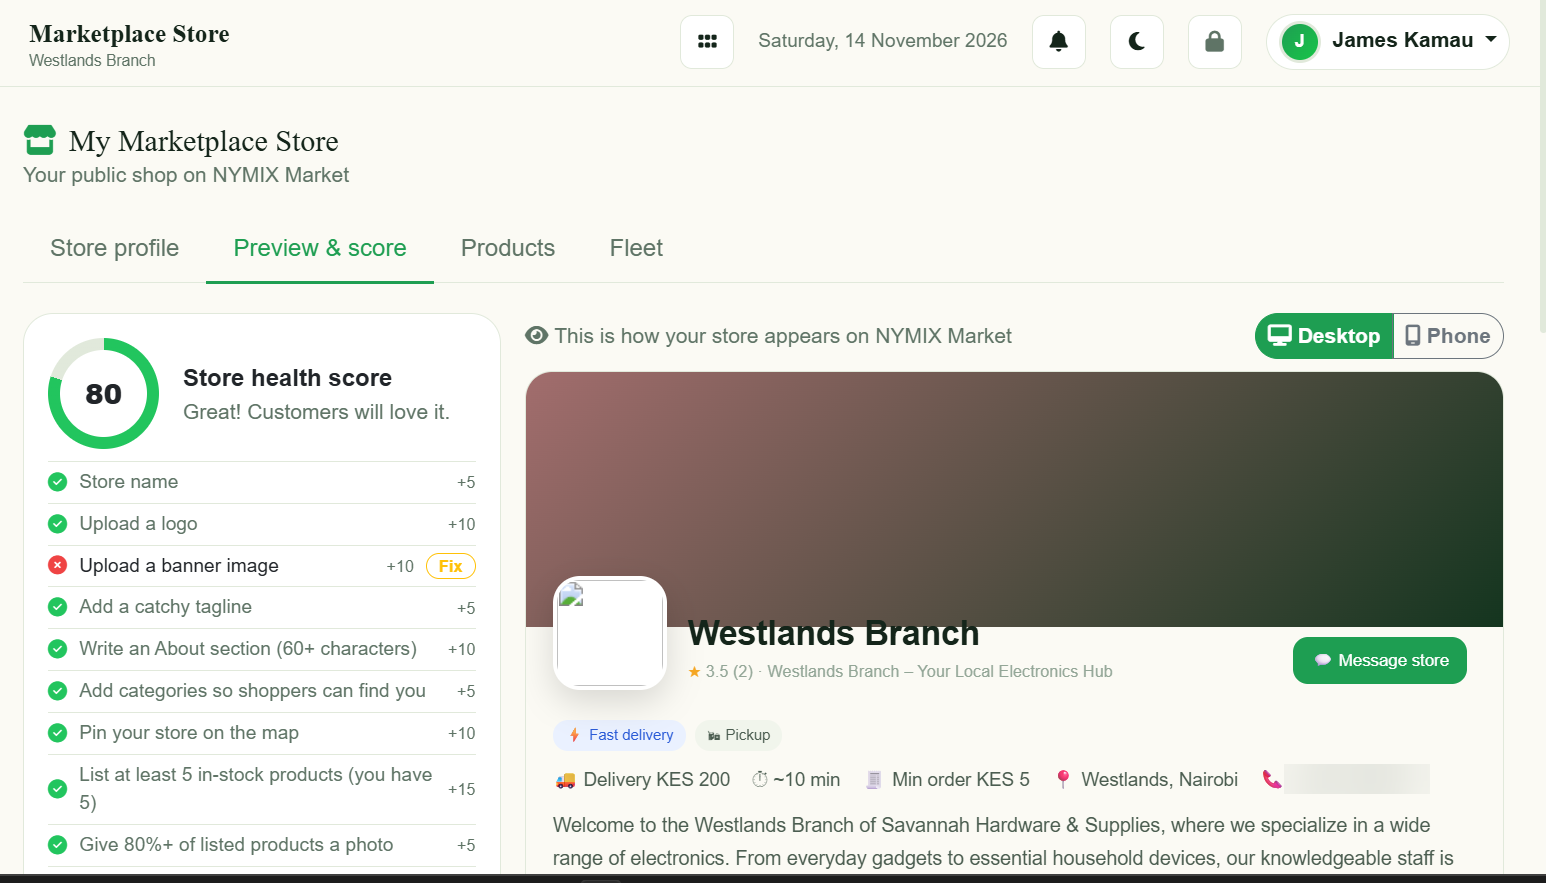 Marketplace Store
Westlands Branch
Saturday, 14 November 2026
J
James Kamau
My Marketplace Store
Your public shop on NYMIX Market
Store profile
Preview & score
Products
Fleet
80
Store health score
Great! Customers will love it.
Store name +5
Upload a logo +10
Upload a banner image +10 Fix
Add a catchy tagline +5
Write an About section (60+ characters) +10
Add categories so shoppers can find you +5
Pin your store on the map +10
List at least 5 in-stock products (you have
5) +15
Give 80%+ of listed products a photo +5
This is how your store appears on NYMIX Market
Desktop
Phone
Westlands Branch
★ 3.5 (2) · Westlands Branch – Your Local Electronics Hub
Message store
Fast delivery
Pickup
Delivery KES 200
~10 min
Min order KES 5
Westlands, Nairobi
Welcome to the Westlands Branch of Savannah Hardware & Supplies, where we specialize in a wide
range of electronics. From everyday gadgets to essential household devices, our knowledgeable staff is